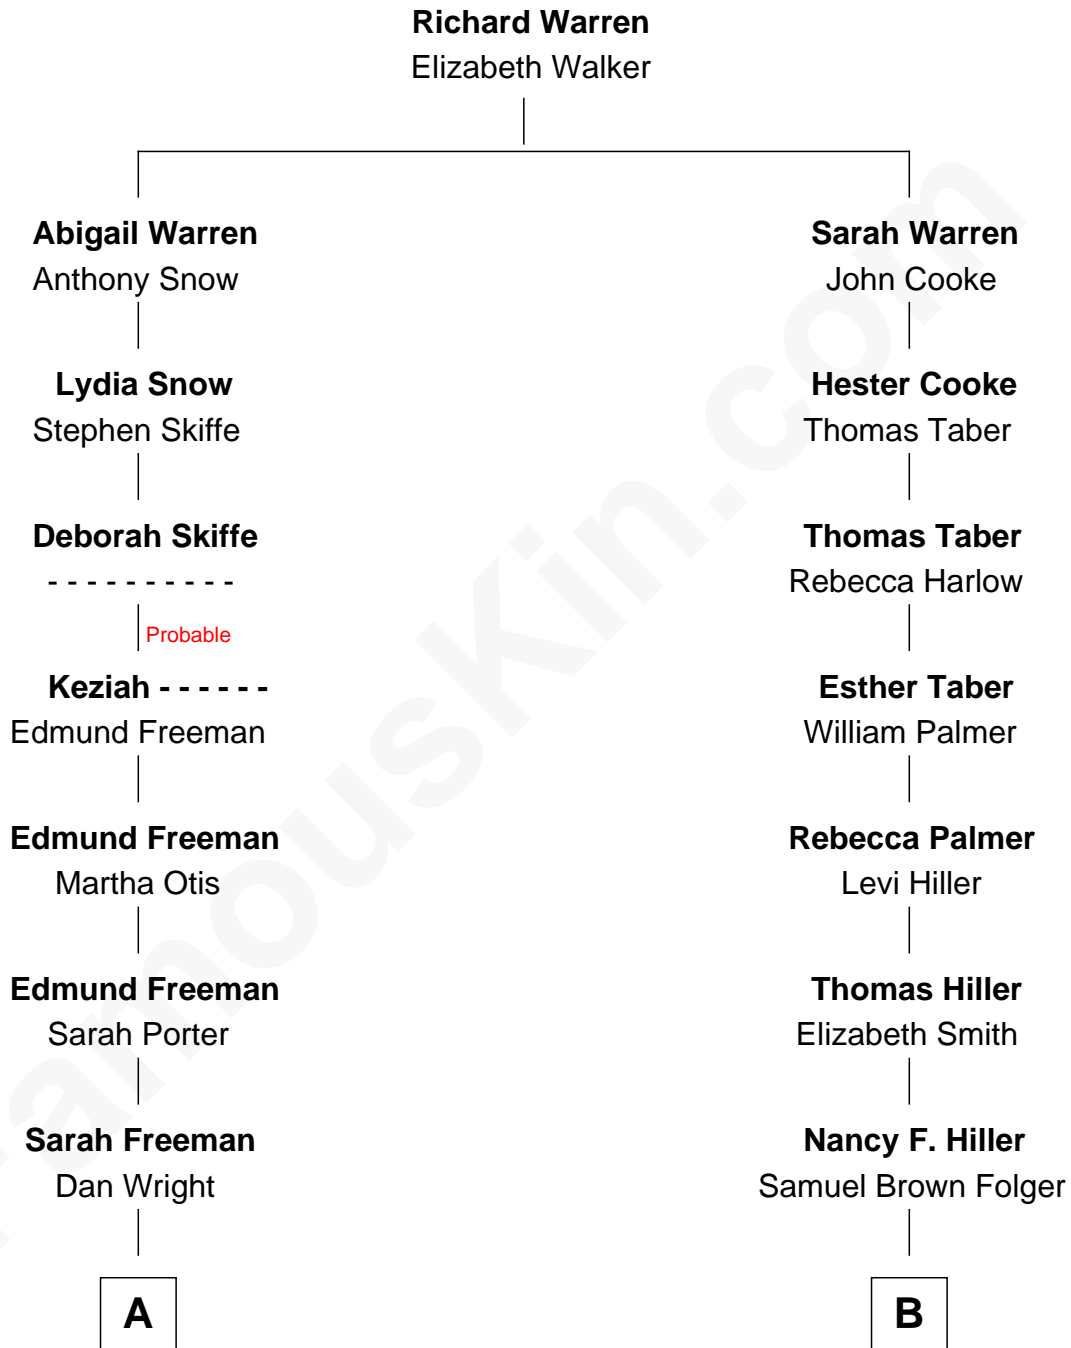 Richard Warren
Elizabeth Walker
Abigail Warren
Anthony Snow
Lydia Snow
Stephen Skiffe
Deborah Skiffe
- - - - - - - - - -
Probable
Keziah - - - - - -
Edmund Freeman
Edmund Freeman
Martha Otis
Edmund Freeman
Sarah Porter
Sarah Freeman
Dan Wright
A
Sarah Warren
John Cooke
Hester Cooke
Thomas Taber
Thomas Taber
Rebecca Harlow
Esther Taber
William Palmer
Rebecca Palmer
Levi Hiller
Thomas Hiller
Elizabeth Smith
Nancy F. Hiller
Samuel Brown Folger
B
FamousKin.com